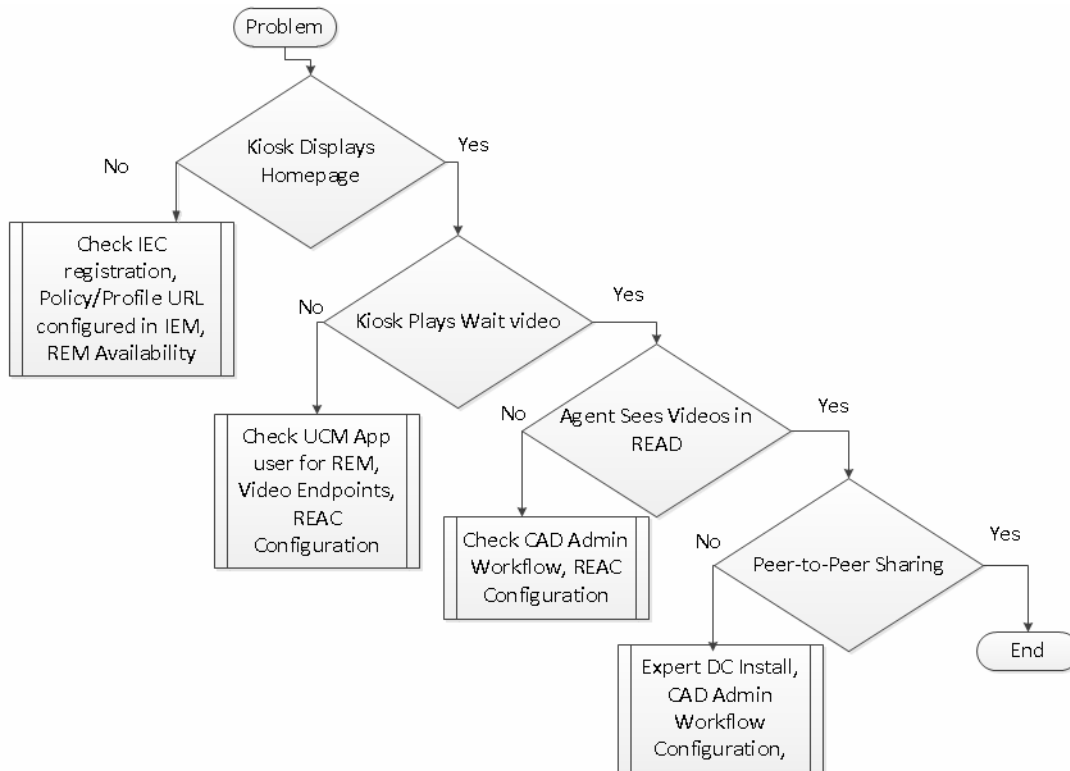 Problem
Kiosk Displays
Homepage
No
Yes
Check IEC
registration,
Policy/Profile URL
configured in IEM,
REM Availability
Kiosk Plays Wait video
No
Yes
Check UCM App
user for REM,
Video Endpoints,
REAC
Configuration
Agent Sees Videos in
READ
No
Yes
Check CAD Admin
Workflow, REAC
Configuration
Peer-to-Peer Sharing
No
Yes
Expert DC Install,
CAD Admin
Workflow
Configuration,
End